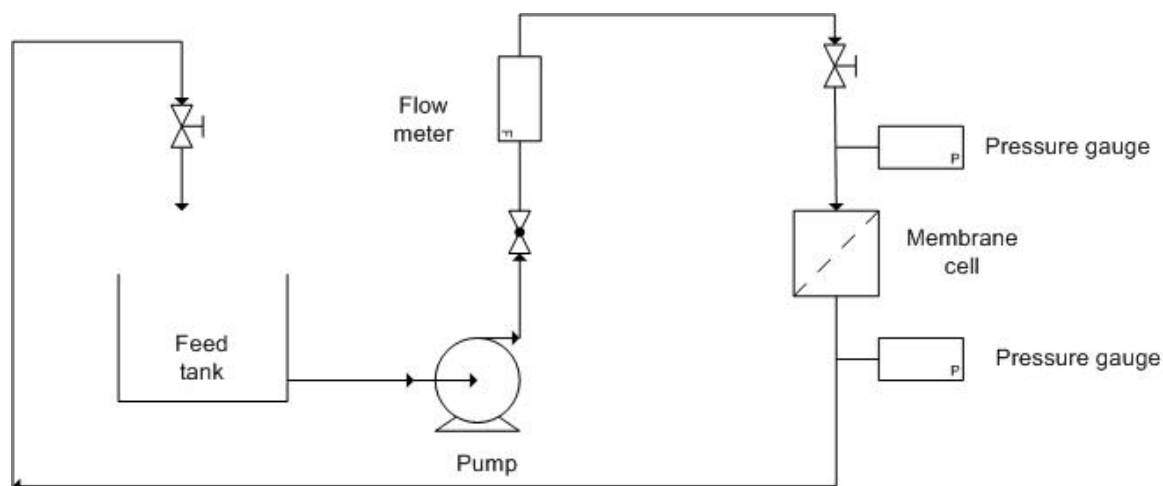 Flow
meter
F
P
Pressure gauge
Membrane
cell
Feed
tank
P
Pressure gauge
Pump